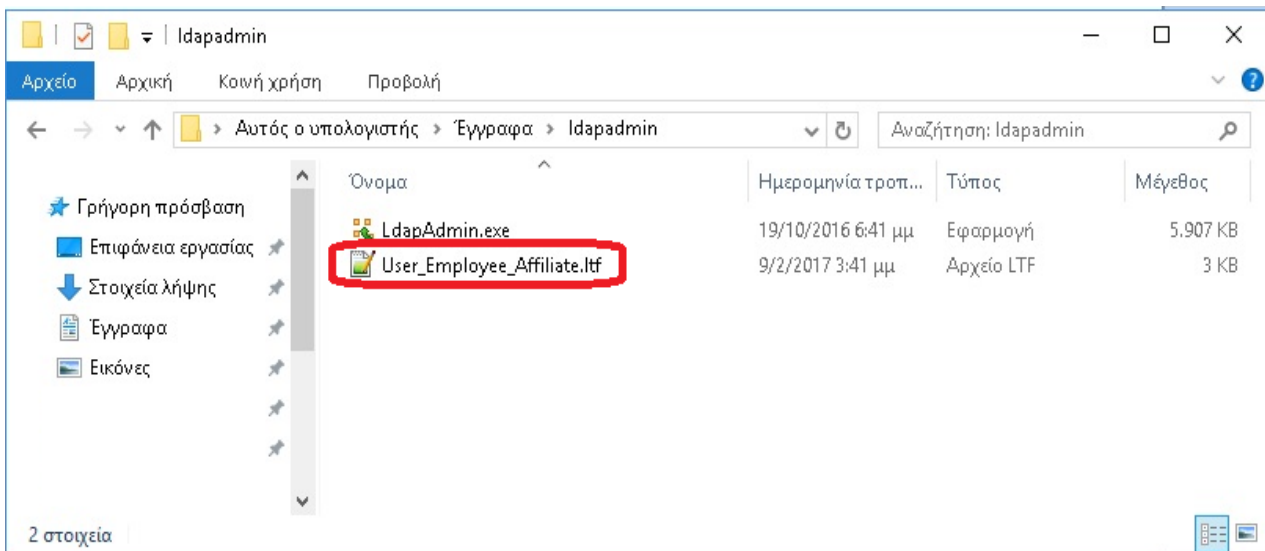 ldapadmin
Αρχείο Αρχική Κοινή χρήση Προβολή
Αυτός ο υπολογιστής > Έγγραφα > ldapadmin Αναζήτηση: ldapadmin
Όνομα Ημερομηνία τροπ... Τύπος Μέγεθος
Γρήγορη πρόσβαση
LdapAdmin.exe 19/10/2016 6:41 μμ Εφαρμογή 5.907 KB
Επιφάνεια εργασίας
User_Employee_Affiliate.ltf 9/2/2017 3:41 μμ Αρχείο LTF 3 KB
Στοιχεία λήψης
Έγγραφα
Εικόνες
2 στοιχεία